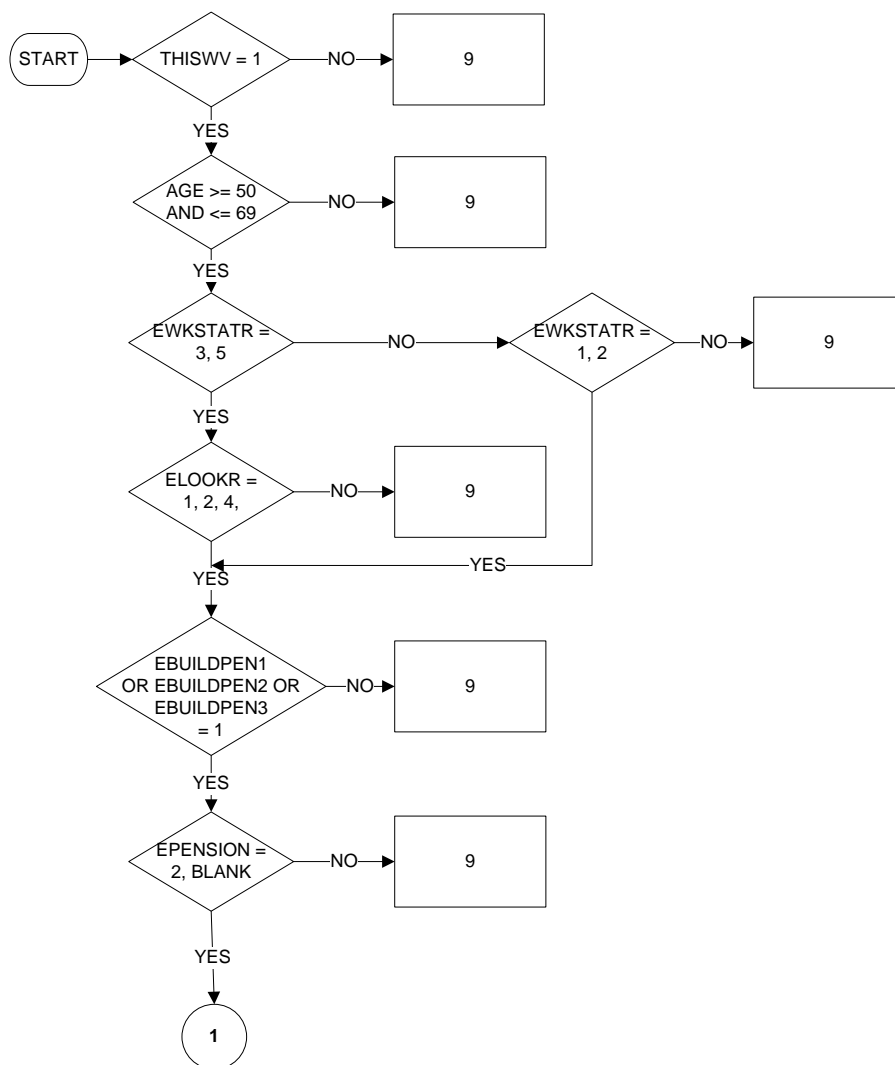 START
THISWV = 1
NO
9
YES
AGE >= 50
AND <= 69
NO
9
YES
EWKSTATR =
3, 5
NO
EWKSTATR =
1, 2
NO
9
YES
ELOOKR =
1, 2, 4,
NO
9
YES
YES
EBUILDPEN1
OR EBUILDPEN2 OR
EBUILDPEN3
= 1
NO
9
YES
EPENSION =
2, BLANK
NO
9
YES
1